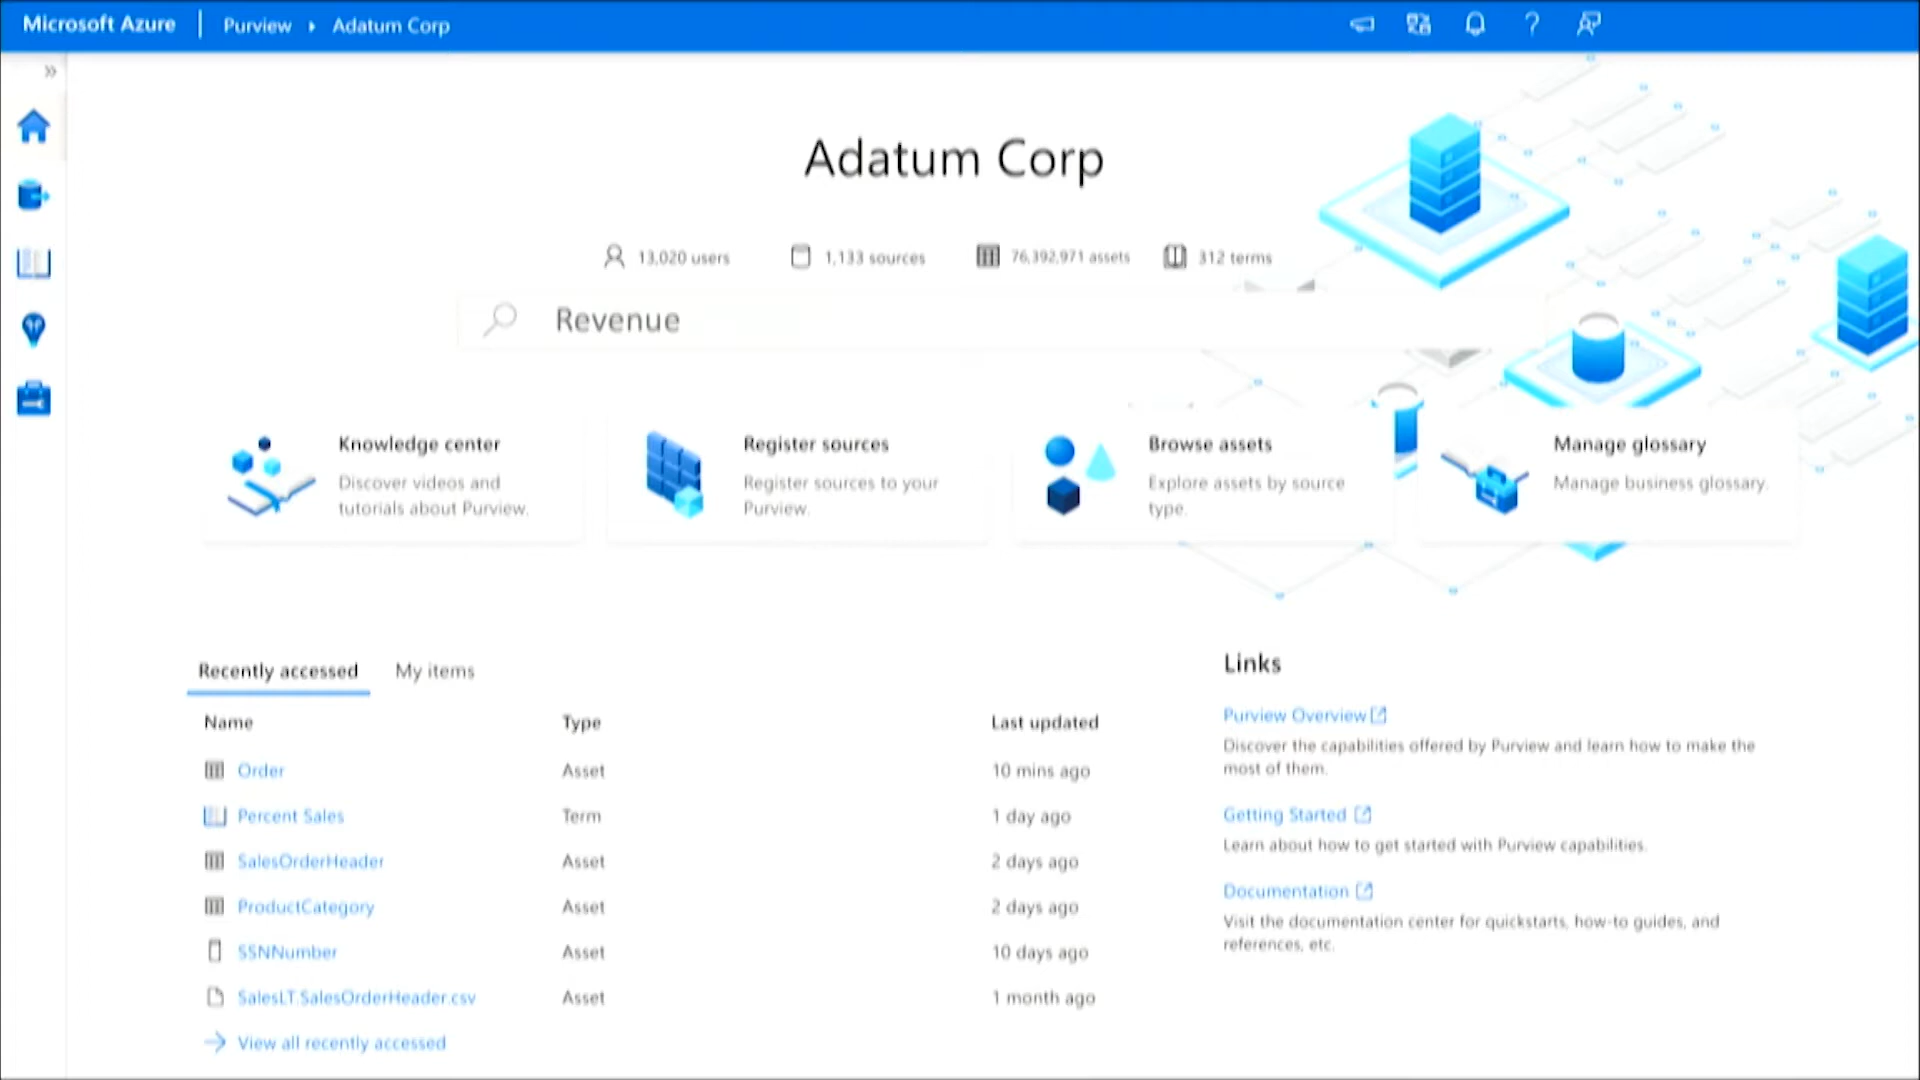 Microsoft Azure | Purview ▸ Adatum Corp
Adatum Corp
13,020 users 1,133 sources 76,392,971 assets 312 terms
Revenue
Knowledge center
Discover videos and
tutorials about Purview.
Register sources
Register sources to your
Purview.
Browse assets
Explore assets by source
type.
Manage glossary
Manage business glossary.
Recently accessed My items
Name Type Last updated
Order Asset 10 mins ago
Percent Sales Term 1 day ago
SalesOrderHeader Asset 2 days ago
ProductCategory Asset 2 days ago
SSNNumber Asset 10 days ago
SalesLT.SalesOrderHeader.csv Asset 1 month ago
View all recently accessed
Links
Purview Overview
Discover the capabilities offered by Purview and learn how to make the
most of them.
Getting Started
Learn about how to get started with Purview capabilities.
Documentation
Visit the documentation center for quickstarts, how-to guides, and
references, etc.